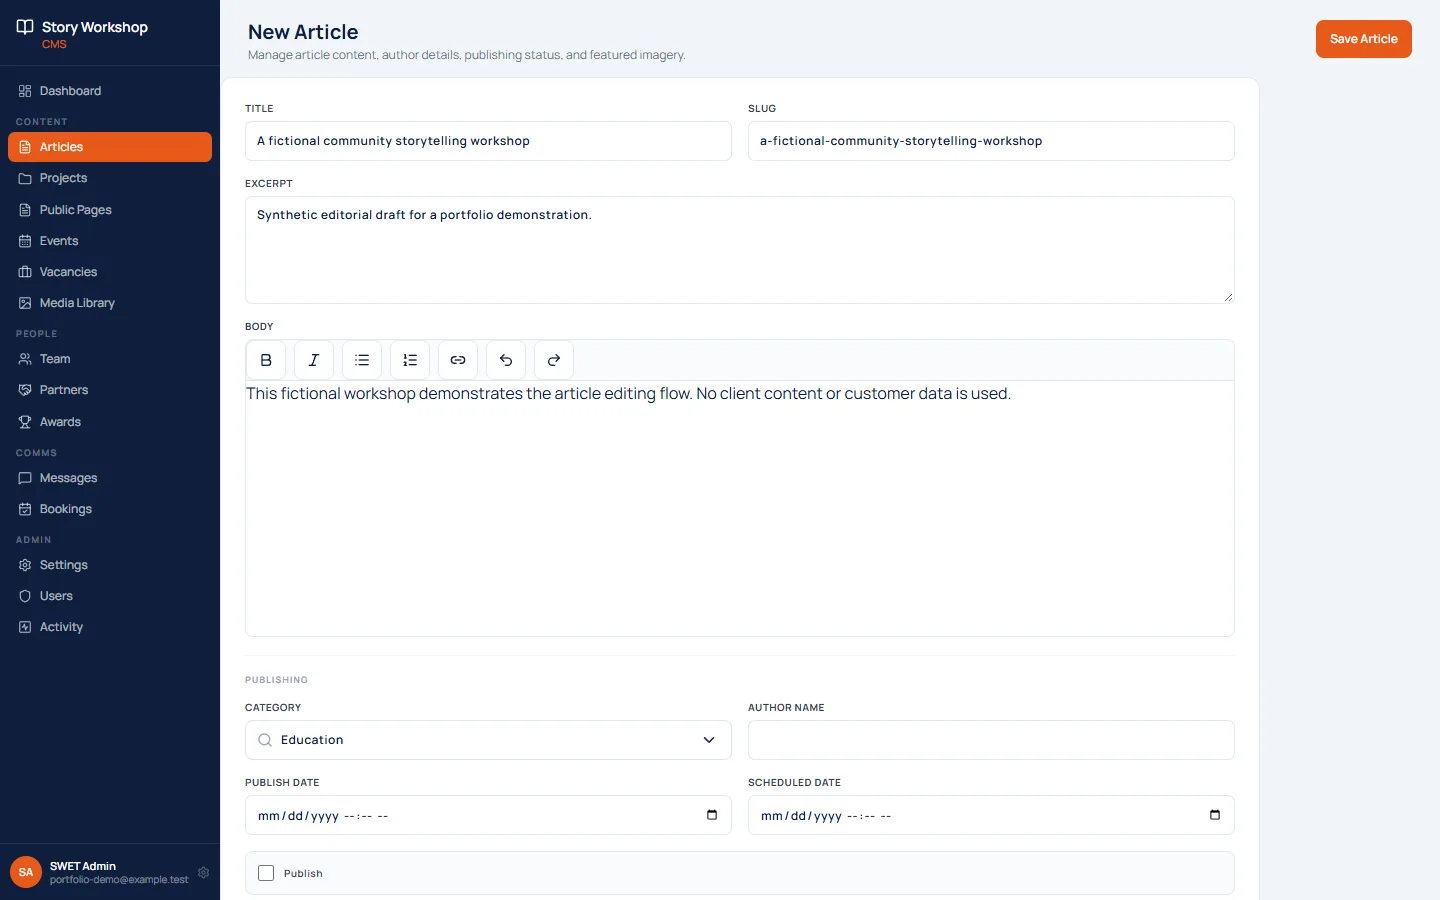 Story Workshop
CMS
Dashboard
CONTENT
Articles
Projects
Public Pages
Events
Vacancies
Media Library
PEOPLE
Team
Partners
Awards
COMMS
Messages
Bookings
ADMIN
Settings
Users
Activity
SA
SWET Admin
portfolio-demo@example.test
New Article
Manage article content, author details, publishing status, and featured imagery.
Save Article
TITLE
A fictional community storytelling workshop
SLUG
a-fictional-community-storytelling-workshop
EXCERPT
Synthetic editorial draft for a portfolio demonstration.
BODY
B I
This fictional workshop demonstrates the article editing flow. No client content or customer data is used.
PUBLISHING
CATEGORY
Education
AUTHOR NAME
PUBLISH DATE
mm/dd/yyyy --:-- --
SCHEDULED DATE
mm/dd/yyyy --:-- --
Publish